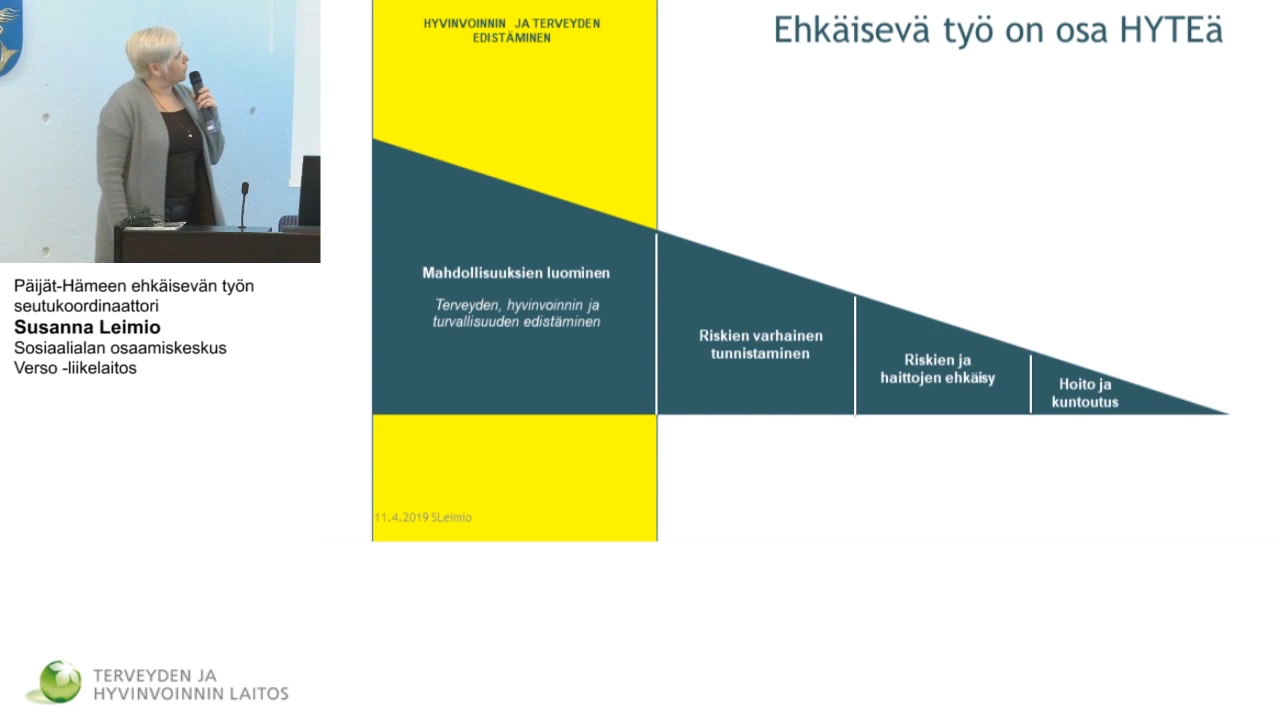 HYVINVOINNIN JA TERVEYDEN
EDISTÄMINEN
Ehkäisevä työ on osa HYTEä
Mahdollisuuksien luominen
Terveyden, hyvinvoinnin ja
turvallisuuden edistäminen
Riskien varhainen
tunnistaminen
Riskien ja
haittojen ehkäisy
Hoito ja
kuntoutus
11.4.2019 SLeimio
Päijät-Hämeen ehkäisevän työn
seutukoordinaattori
Susanna Leimio
Sosiaalialan osaamiskeskus
Verso -liikelaitos
TERVEYDEN JA
HYVINVOINNIN LAITOS